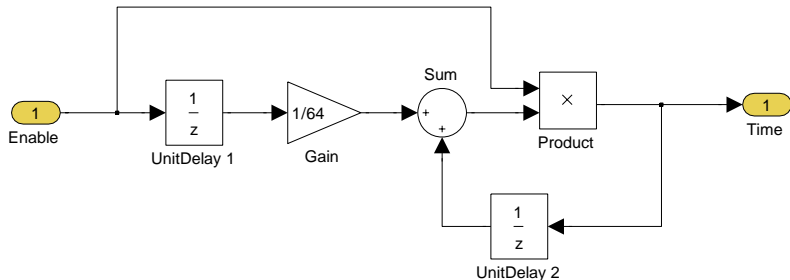 Sum
1
Enable
1
z
UnitDelay 1
1/64
Gain
+
+
×
Product
1
Time
1
z
UnitDelay 2